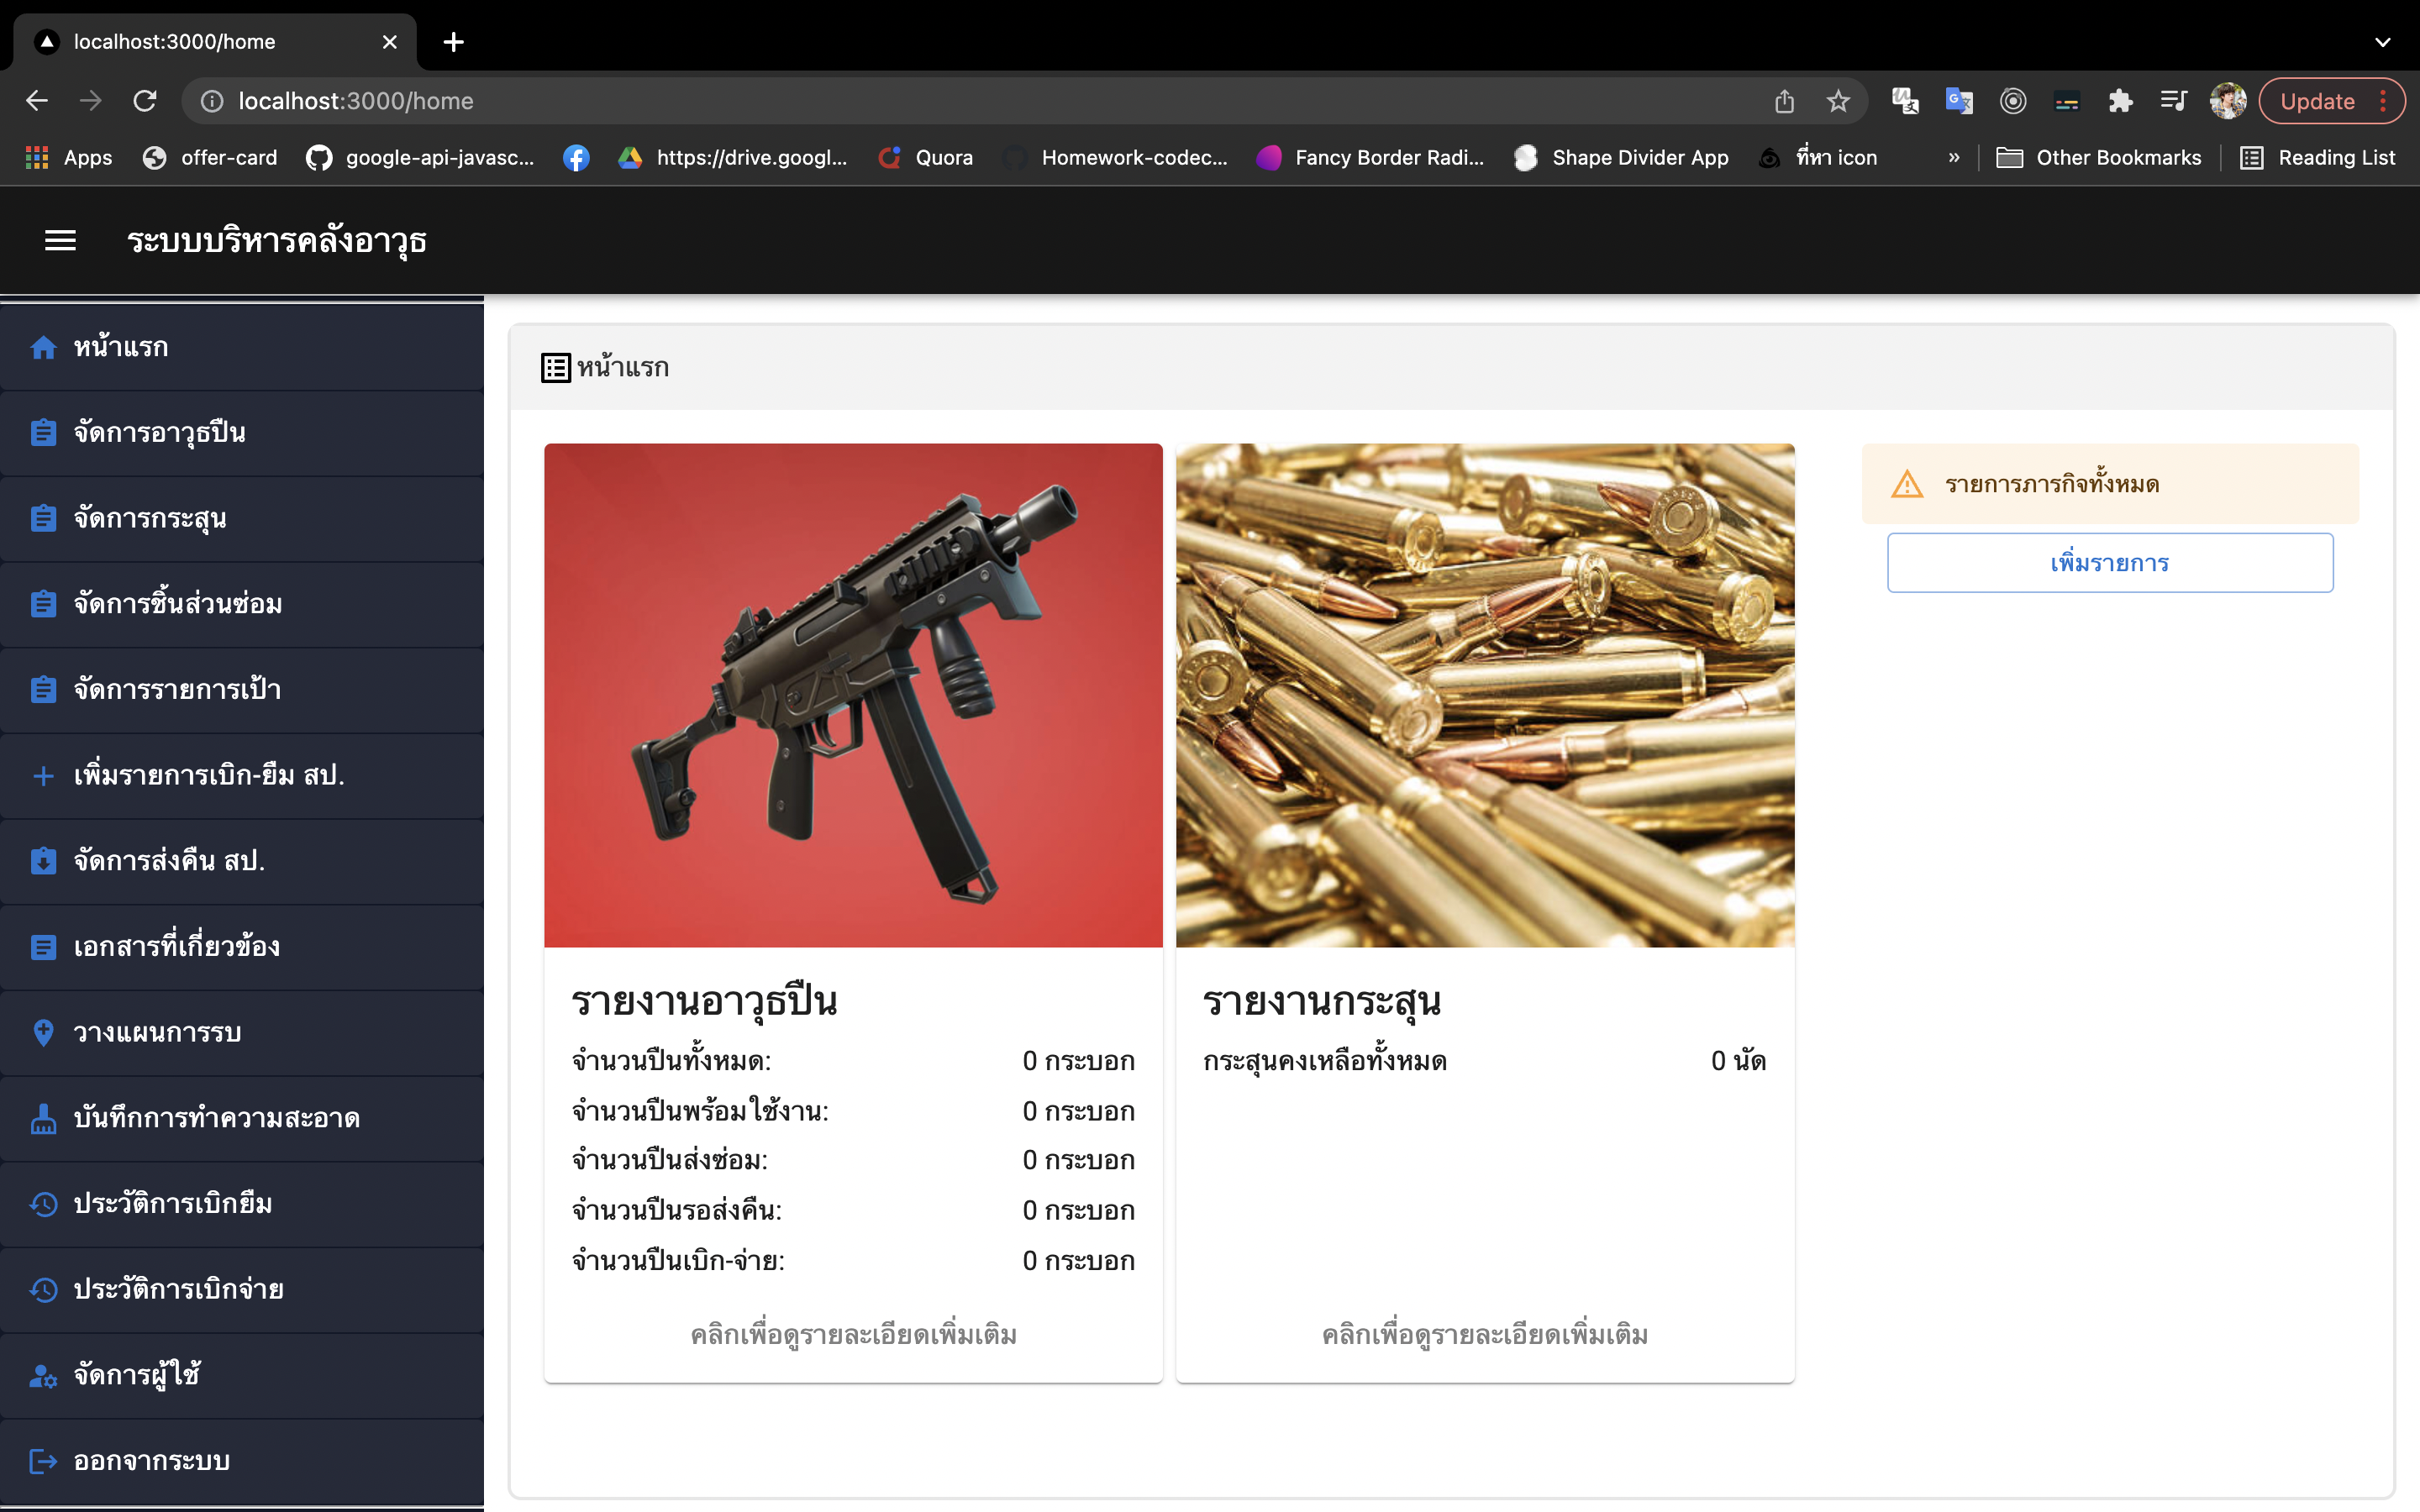 localhost:3000/home
localhost:3000/home
Update
Apps
offer-card
google-api-javasc...
https://drive.googl...
Quora
Homework-codec...
Fancy Border Radi...
Shape Divider App
ที่หา icon
»
Other Bookmarks
Reading List
ระบบบริหารคลังอาวุธ
หน้าแรก
จัดการอาวุธปืน
จัดการกระสุน
จัดการชิ้นส่วนซ่อม
จัดการรายการเป้า
เพิ่มรายการเบิก-ยืม สป.
จัดการส่งคืน สป.
เอกสารที่เกี่ยวข้อง
วางแผนการรบ
บันทึกการทำความสะอาด
ประวัติการเบิกยืม
ประวัติการเบิกจ่าย
จัดการผู้ใช้
ออกจากระบบ
หน้าแรก
รายงานอาวุธปืน
จำนวนปืนทั้งหมด: 0 กระบอก
จำนวนปืนพร้อมใช้งาน: 0 กระบอก
จำนวนปืนส่งซ่อม: 0 กระบอก
จำนวนปืนรอส่งคืน: 0 กระบอก
จำนวนปืนเบิก-จ่าย: 0 กระบอก
คลิกเพื่อดูรายละเอียดเพิ่มเติม
รายงานกระสุน
กระสุนคงเหลือทั้งหมด 0 นัด
คลิกเพื่อดูรายละเอียดเพิ่มเติม
รายการภารกิจทั้งหมด
เพิ่มรายการ